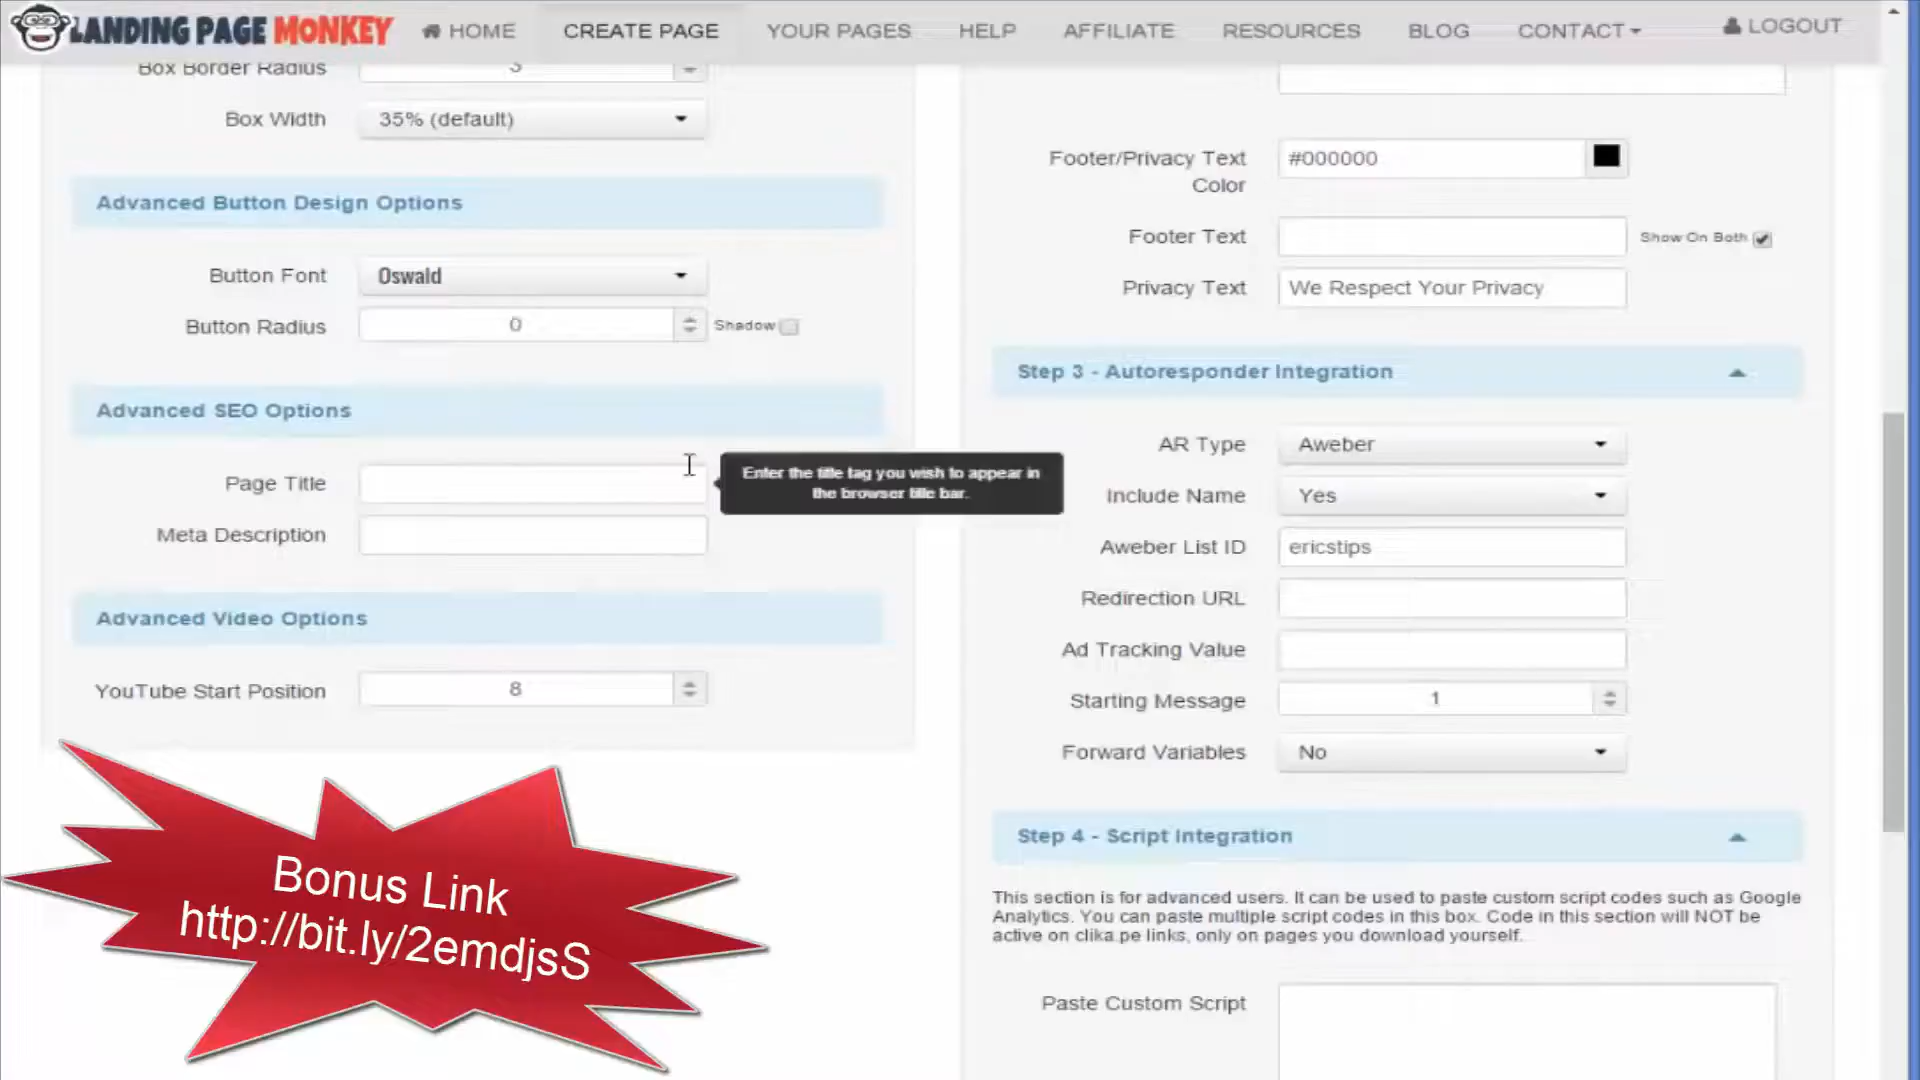 LANDING PAGE MONKEY
HOME
CREATE PAGE
YOUR PAGES
HELP
AFFILIATE
RESOURCES
BLOG
CONTACT
LOGOUT
Box Border Radius
3
Box Width
35% (default)
Advanced Button Design Options
Button Font
Oswald
Button Radius
0
Shadow
Advanced SEO Options
Page Title
Enter the title tag you wish to appear in
the browser title bar.
Meta Description
Advanced Video Options
YouTube Start Position
8
Bonus Link
http://bit.ly/2emdjsS
Footer/Privacy Text
Color
#000000
Footer Text
Show On Both
Privacy Text
We Respect Your Privacy
Step 3 - Autoresponder Integration
AR Type
Aweber
Include Name
Yes
Aweber List ID
ericstips
Redirection URL
Ad Tracking Value
Starting Message
1
Forward Variables
No
Step 4 - Script Integration
This section is for advanced users. It can be used to paste custom script codes such as Google
Analytics. You can paste multiple script codes in this box. Code in this section will NOT be
active on clika.pe links, only on pages you download yourself.
Paste Custom Script